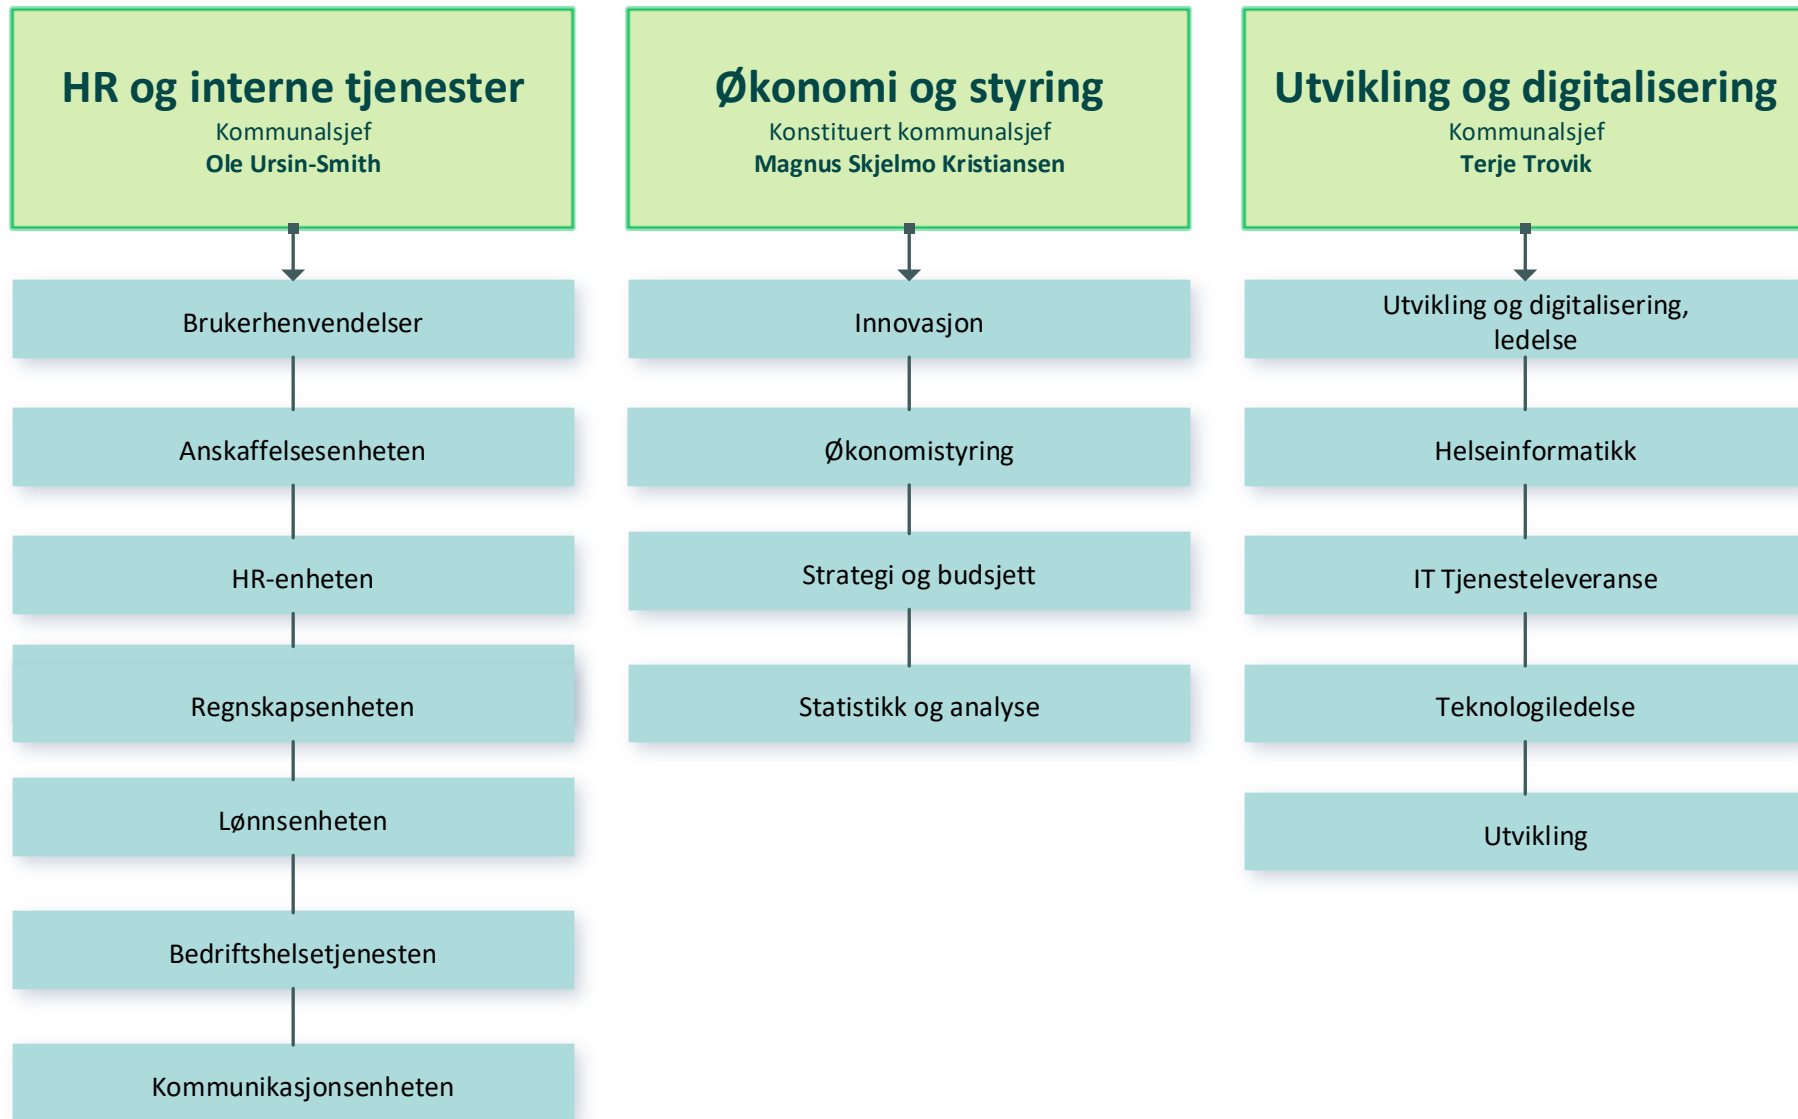 HR og interne tjenester
Kommunalsjef
Ole Ursin-Smith
Brukerhenvendelser
Anskaffelsesenheten
HR-enheten
Regnskapsenheten
Lønnsenheten
Bedriftshelsetjenesten
Kommunikasjonsenheten
Økonomi og styring
Konstituert kommunalsjef
Magnus Skjelmo Kristiansen
Innovasjon
Økonomistyring
Strategi og budsjett
Statistikk og analyse
Utvikling og digitalisering
Kommunalsjef
Terje Trovik
Utvikling og digitalisering,
ledelse
Helseinformatikk
IT Tjenesteleveranse
Teknologiledelse
Utvikling